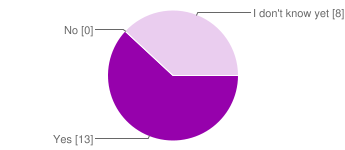 I don't know yet [8]
No [0]
Yes [13]